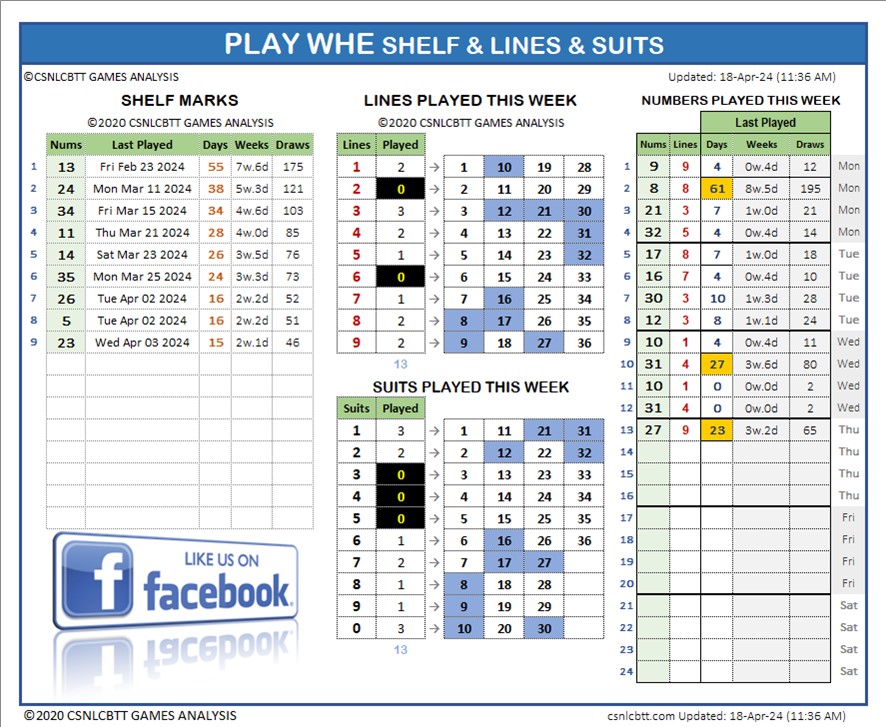 PLAY WHE SHELF & LINES & SUITS
©CSNLCBTT GAMES ANALYSIS
Updated: 18-Apr-24 (11:36 AM)
SHELF MARKS
©2020 CSNLCBTT GAMES ANALYSIS
Nums Last Played Days Weeks Draws
1 13 Fri Feb 23 2024 55 7w.6d 175
2 24 Mon Mar 11 2024 38 5w.3d 121
3 34 Fri Mar 15 2024 34 4w.6d 103
4 11 Thu Mar 21 2024 28 4w.0d 85
5 14 Sat Mar 23 2024 26 3w.5d 76
6 35 Mon Mar 25 2024 24 3w.3d 73
7 26 Tue Apr 02 2024 16 2w.2d 52
8 5 Tue Apr 02 2024 16 2w.2d 51
9 23 Wed Apr 03 2024 15 2w.1d 46
LIKE US ON
f facebook.
LINES PLAYED THIS WEEK
©2020 CSNLCBTT GAMES ANALYSIS
Lines Played
1 2 → 1 10 19 28
2 0 → 2 11 20 29
3 3 → 3 12 21 30
4 2 → 4 13 22 31
5 1 → 5 14 23 32
6 0 → 6 15 24 33
7 1 → 7 16 25 34
8 2 → 8 17 26 35
9 2 → 9 18 27 36
13
SUITS PLAYED THIS WEEK
Suits Played
1 3 → 1 11 21 31
2 2 → 2 12 22 32
3 0 → 3 13 23 33
4 0 → 4 14 24 34
5 0 → 5 15 25 35
6 1 → 6 16 26 36
7 2 → 7 17 27
8 1 → 8 18 28
9 1 → 9 19 29
0 3 → 10 20 30
13
NUMBERS PLAYED THIS WEEK
Last Played
Nums Lines Days Weeks Draws
1 9 9 4 0w.4d 12 Mon
2 8 8 61 8w.5d 195 Mon
3 21 3 7 1w.0d 21 Mon
4 32 5 4 0w.4d 14 Mon
5 17 8 7 1w.0d 18 Tue
6 16 7 4 0w.4d 10 Tue
7 30 3 10 1w.3d 28 Tue
8 12 3 8 1w.1d 24 Tue
9 10 1 4 0w.4d 11 Wed
10 31 4 27 3w.6d 80 Wed
11 10 1 0 0w.0d 2 Wed
12 31 4 0 0w.0d 2 Wed
13 27 9 23 3w.2d 65 Thu
14 Thu
15 Thu
16 Thu
17 Fri
18 Fri
19 Fri
20 Fri
21 Sat
22 Sat
23 Sat
24 Sat
©2020 CSNLCBTT GAMES ANALYSIS
csnlcbtt.com Updated: 18-Apr-24 (11:36 AM)